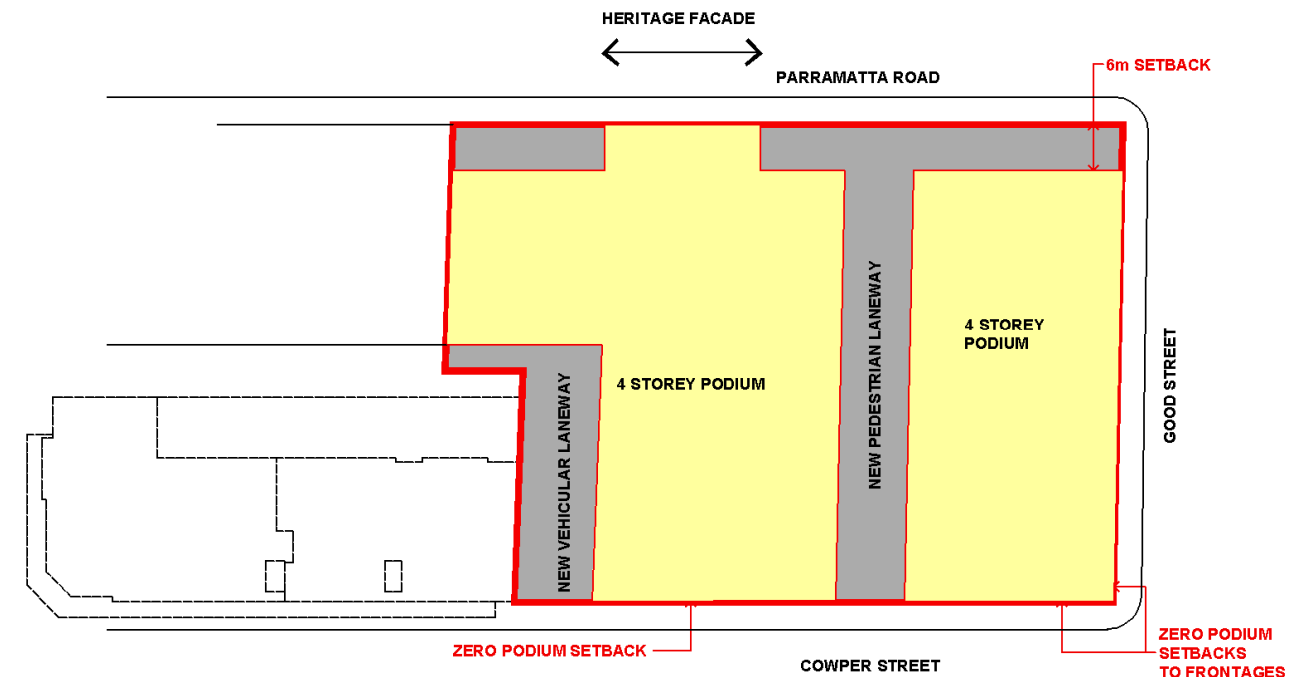 HERITAGE FACADE
PARRAMATTA ROAD
6m SETBACK
4 STOREY
PODIUM
NEW PEDESTRIAN LANEWAY
GOOD STREET
4 STOREY PODIUM
NEW VEHICULAR LANEWAY
ZERO PODIUM SETBACK
COWPER STREET
ZERO PODIUM
SETBACKS
TO FRONTAGES